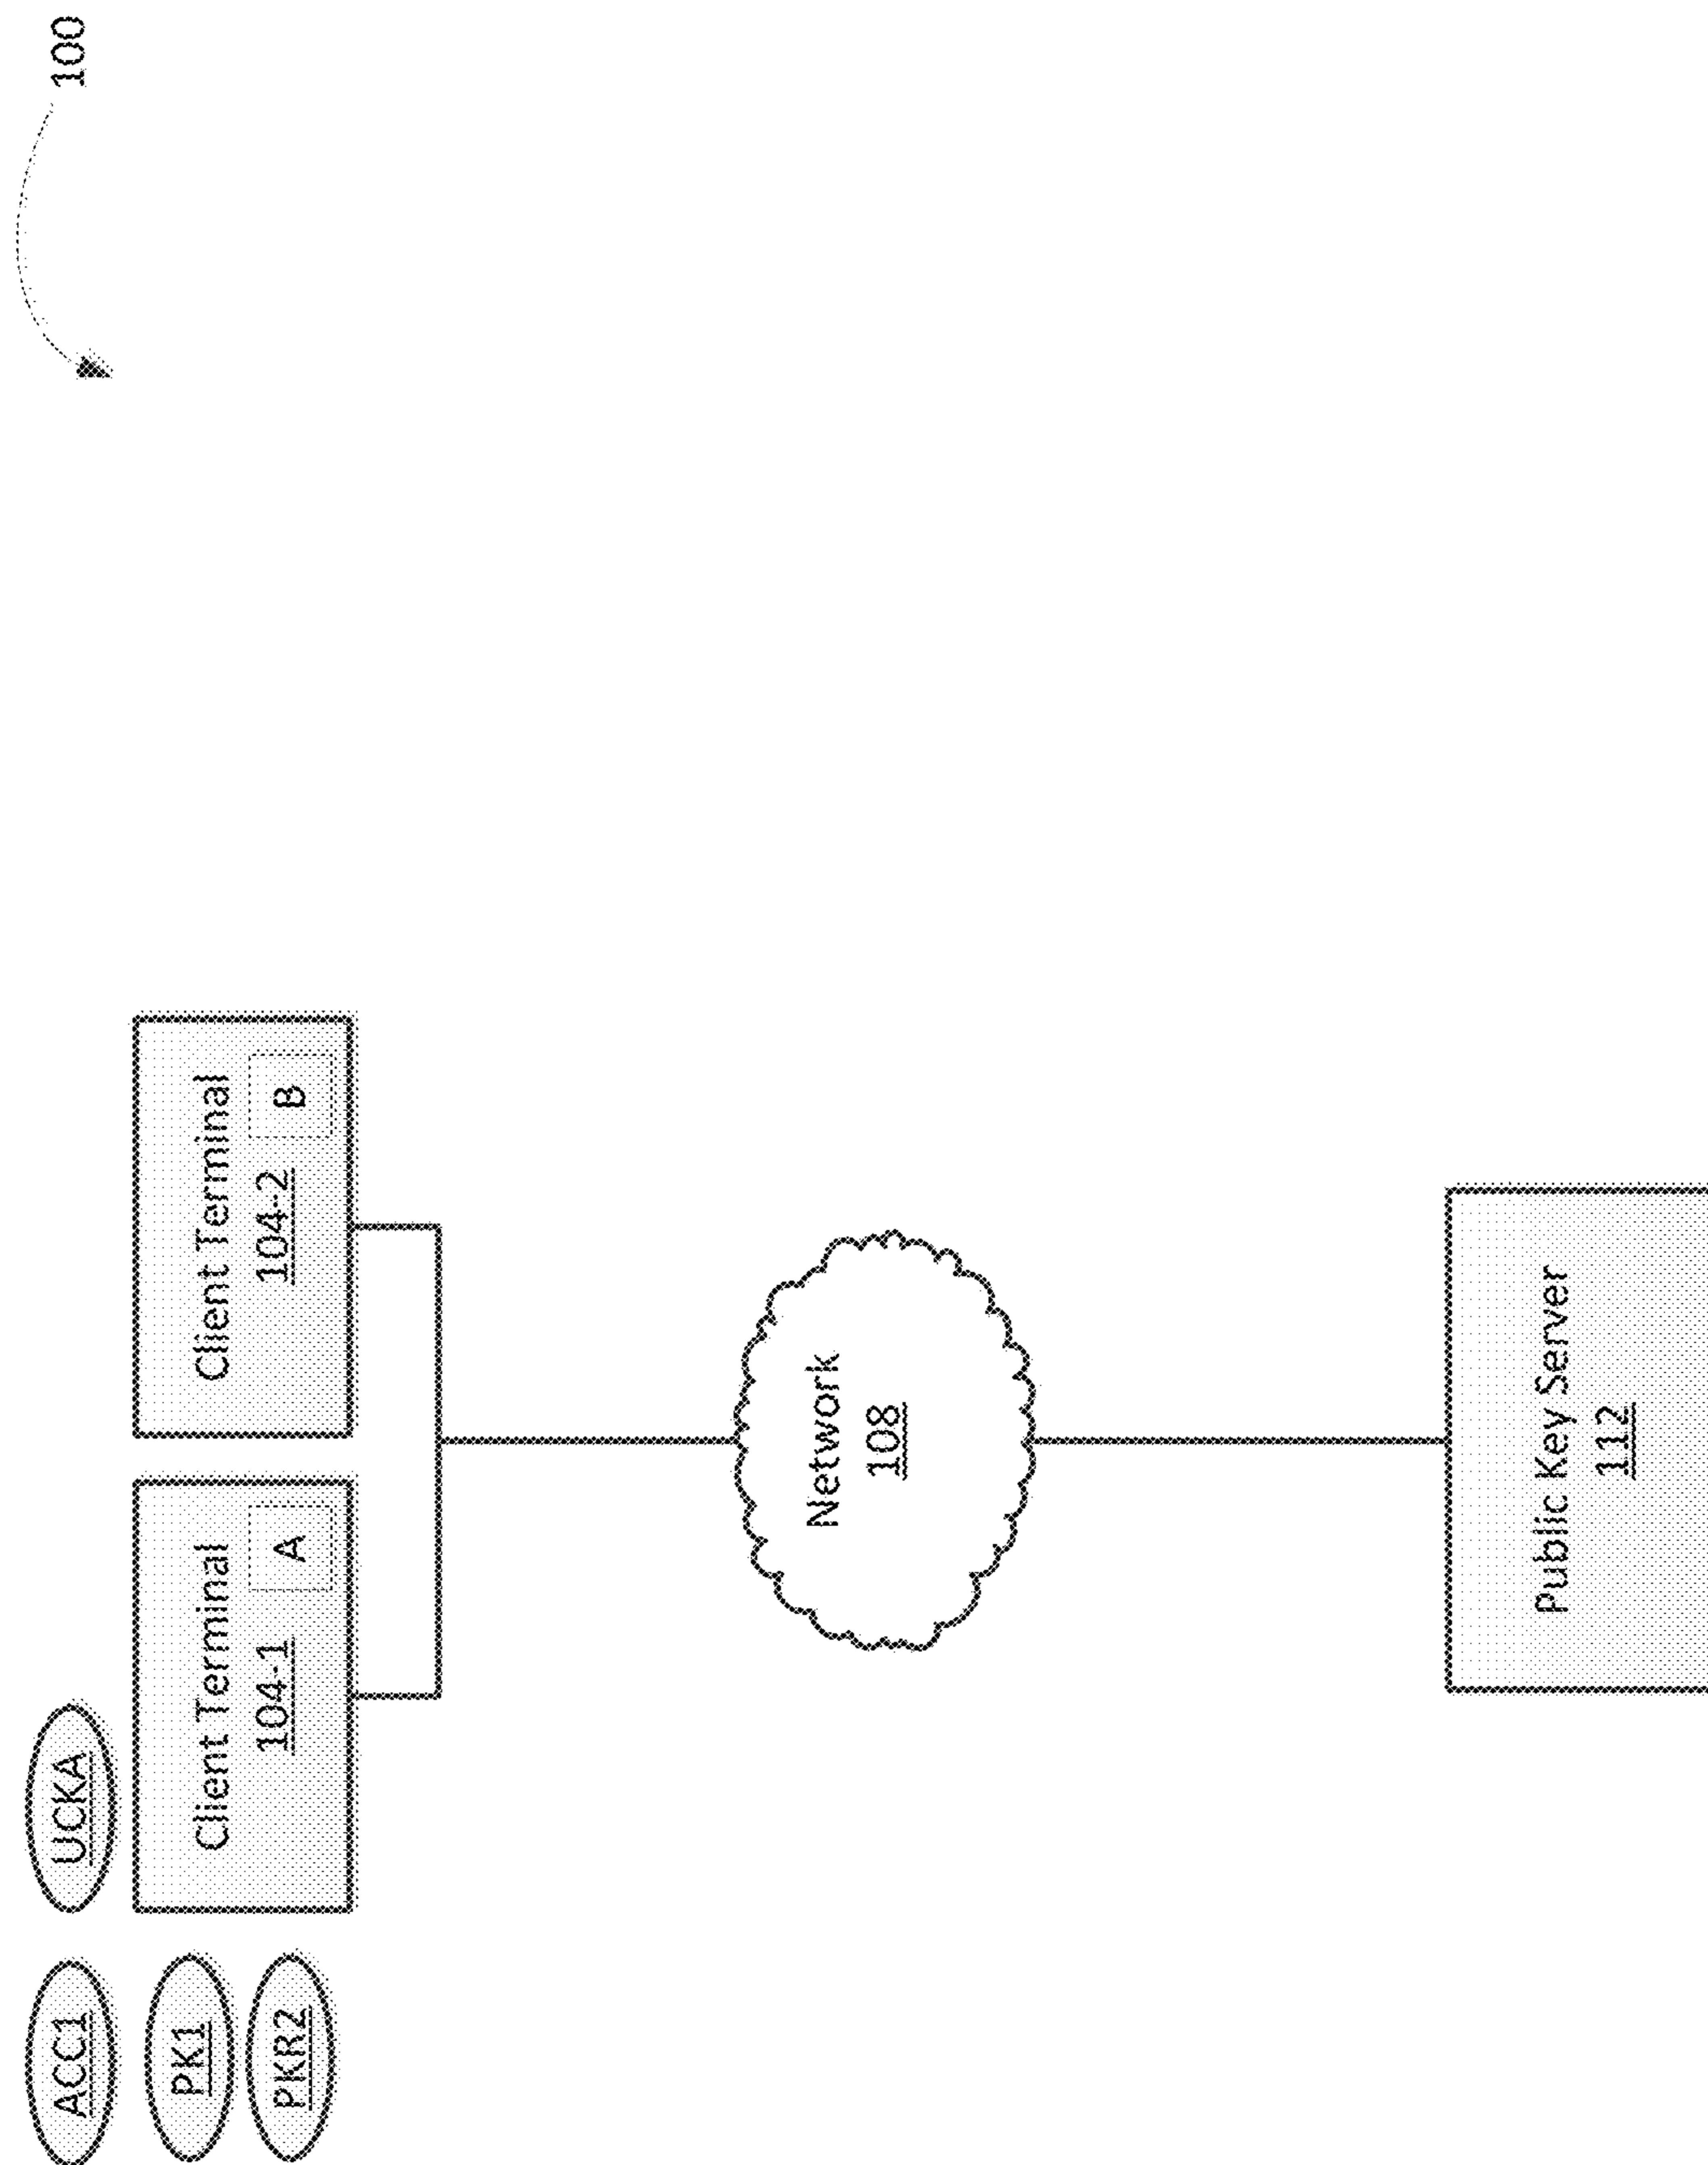 100
ACC1
UCKA
PK1
PKR2
Client Terminal
104-1
A
Client Terminal
104-2
B
Network
108
Public Key Server
112